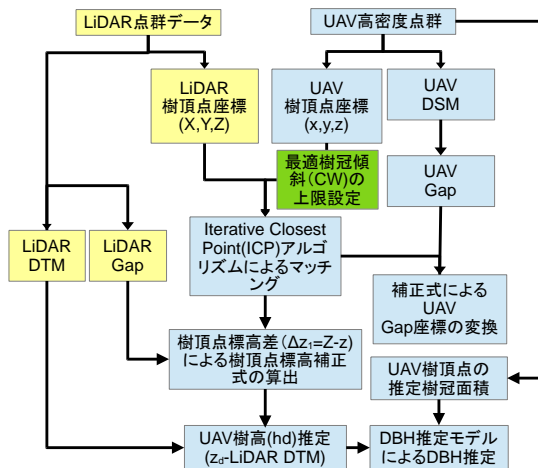 LiDAR点群データ
UAV高密度点群
LiDAR
樹頂点座標
(X,Y,Z)
UAV
樹頂点座標
(x,y,z)
UAV
DSM
最適樹冠傾
斜(CW)の
上限設定
UAV
Gap
LiDAR
DTM
LiDAR
Gap
Iterative Closest
Point(ICP)アルゴ
リズムによるマッチ
ング
補正式による
UAV
Gap座標の変換
樹頂点標高差(Δz₁=Z-z)
による樹頂点標高補正
式の算出
UAV樹頂点の
推定樹冠面積
UAV樹高(hd)推定
(zd-LiDAR DTM)
DBH推定モデル
によるDBH推定